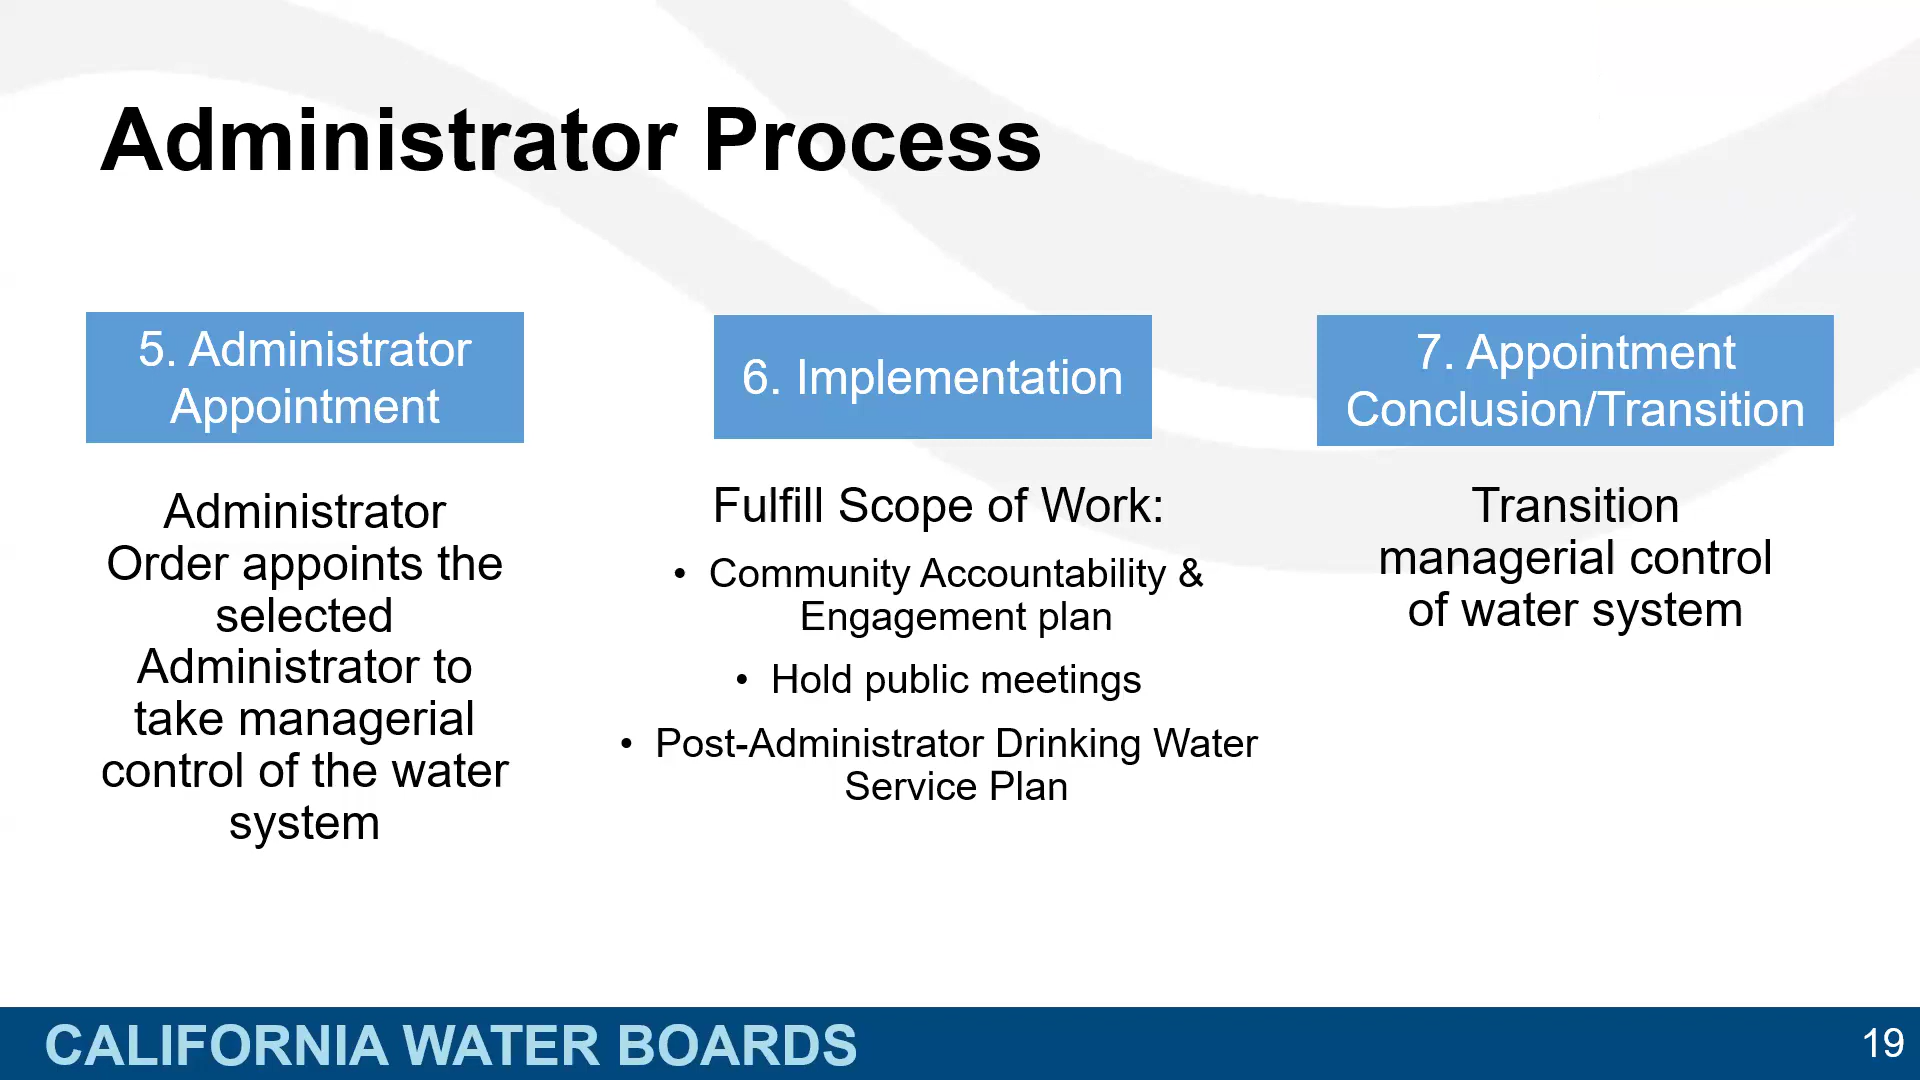 Administrator Process
5. Administrator
Appointment
Administrator
Order appoints the
selected
Administrator to
take managerial
control of the water
system
6. Implementation
Fulfill Scope of Work:
• Community Accountability &
Engagement plan
• Hold public meetings
• Post-Administrator Drinking Water
Service Plan
7. Appointment
Conclusion/Transition
Transition
managerial control
of water system
CALIFORNIA WATER BOARDS
19